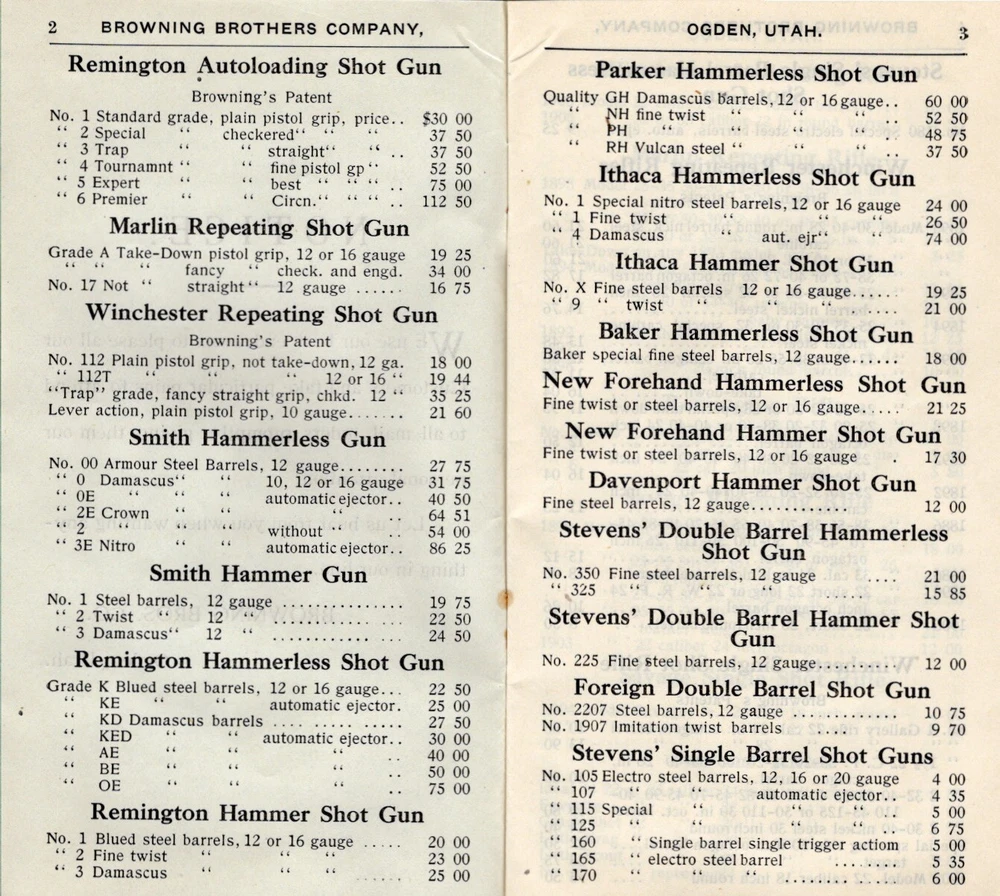 2 BROWNING BROTHERS COMPANY,
Remington Autoloading Shot Gun
Browning's Patent
No. 1 Standard grade, plain pistol grip, price.. $30 00
“ 2 Special “ checkered“ “ “ 37 50
“ 3 Trap “ “ straight“ “ .. 37 50
“ 4 Tournamnt “ “ fine pistol gp “ 52 50
“ 5 Expert “ “ best “ “ “ .. 75 00
“ 6 Premier “ “ Circn.“ “ “ .. 112 50
Marlin Repeating Shot Gun
Grade A Take-Down pistol grip, 12 or 16 gauge 19 25
“ “ “ fancy “ check. and engd. 34 00
No. 17 Not “ straight“ 12 gauge ...... 16 75
Winchester Repeating Shot Gun
Browning's Patent
No. 112 Plain pistol grip, not take-down, 12 ga. 18 00
“ 112T “ “ “ “ 12 or 16 “ 19 44
“Trap” grade, fancy straight grip, chkd. 12 “ 35 25
Lever action, plain pistol grip, 10 gauge....... 21 60
Smith Hammerless Gun
No. 00 Armour Steel Barrels, 12 gauge........ 27 75
“ 0 Damascus“ “ 10, 12 or 16 gauge 31 75
“ 0E “ “ “ automatic ejector.. 40 50
“ 2E Crown “ “ “ 64 51
“ 2 “ “ “ without “ .. 54 00
“ 3E Nitro “ “ automatic ejector.. 86 25
Smith Hammer Gun
No. 1 Steel barrels, 12 gauge ............... 19 75
“ 2 Twist “ 12 “ ............... 22 50
“ 3 Damascus“ 12 “ ............ 24 50
Remington Hammerless Shot Gun
Grade K Blued steel barrels, 12 or 16 gauge... 22 50
“ KE “ “ automatic ejector. 25 00
“ KD Damascus barrels .... ......... . 27 50
“ KED “ “ automatic ejector.. 30 00
“ AE “ “ “ .. 40 00
“ BE “ “ “ .. 50 00
“ OE “ “ “ .. 75 00
Remington Hammer Shot Gun
No. 1 Blued steel barrels, 12 or 16 gauge ..... 20 00
“ 2 Fine twist “ “ “ 23 00
“ 3 Damascus “ “ “ 25 00
OGDEN, UTAH. 3
Parker Hammerless Shot Gun
Quality GH Damascus barrels, 12 or 16 gauge.. 60 00
“ NH fine twist “ “ “ “ .. 52 50
“ PH “ “ “ “ “ 48 75
“ RH Vulcan steel “ “ “ “ .. 37 50
Ithaca Hammerless Shot Gun
No. 1 Special nitro steel barrels, 12 or 16 gauge 24 00
“ 1 Fine twist “ “ “ 26 50
“ 4 Damascus “ aut. ejr“ 74 00
Ithaca Hammer Shot Gun
No. X Fine steel barrels 12 or 16 gauge...... 19 25
“ 9 “ twist “ “ “ ..... 21 00
Baker Hammerless Shot Gun
Baker special fine steel barrels, 12 gauge...... 18 00
New Forehand Hammerless Shot Gun
Fine twist or steel barrels, 12 or 16 gauge..... 21 25
New Forehand Hammer Shot Gun
Fine twist or steel barrels, 12 or 16 gauge . 17 30
Davenport Hammer Shot Gun
Fine steel barrels, 12 gauge.................. 12 00
Stevens' Double Barrel Hammerless
Shot Gun
No. 350 Fine steel barrels, 12 gauge .... 21 00
“ 325 “ “ “ “ .... 15 85
Stevens' Double Barrel Hammer Shot
Gun
No. 225 Fine steel barrels, 12 gauge.......... 12 00
Foreign Double Barrel Shot Gun
No. 2207 Steel barrels, 12 gauge ............. 10 75
No. 1907 Imitation twist barrels .... 9 70
Stevens' Single Barrel Shot Guns
No. 105 Electro steel barrels, 12, 16 or 20 gauge 4 00
“ 107 “ “ automatic ejector.. 4 35
“ 115 Special “ “ “ .. 5 00
“ 125 “ “ “ “ .. 6 75
“ 160 “ “ Single barrel single trigger actiom 5 00
“ 165 “ “ electro steel barrel “ ........ 5 35
“ 170 “ “ “ “ “ 6 00